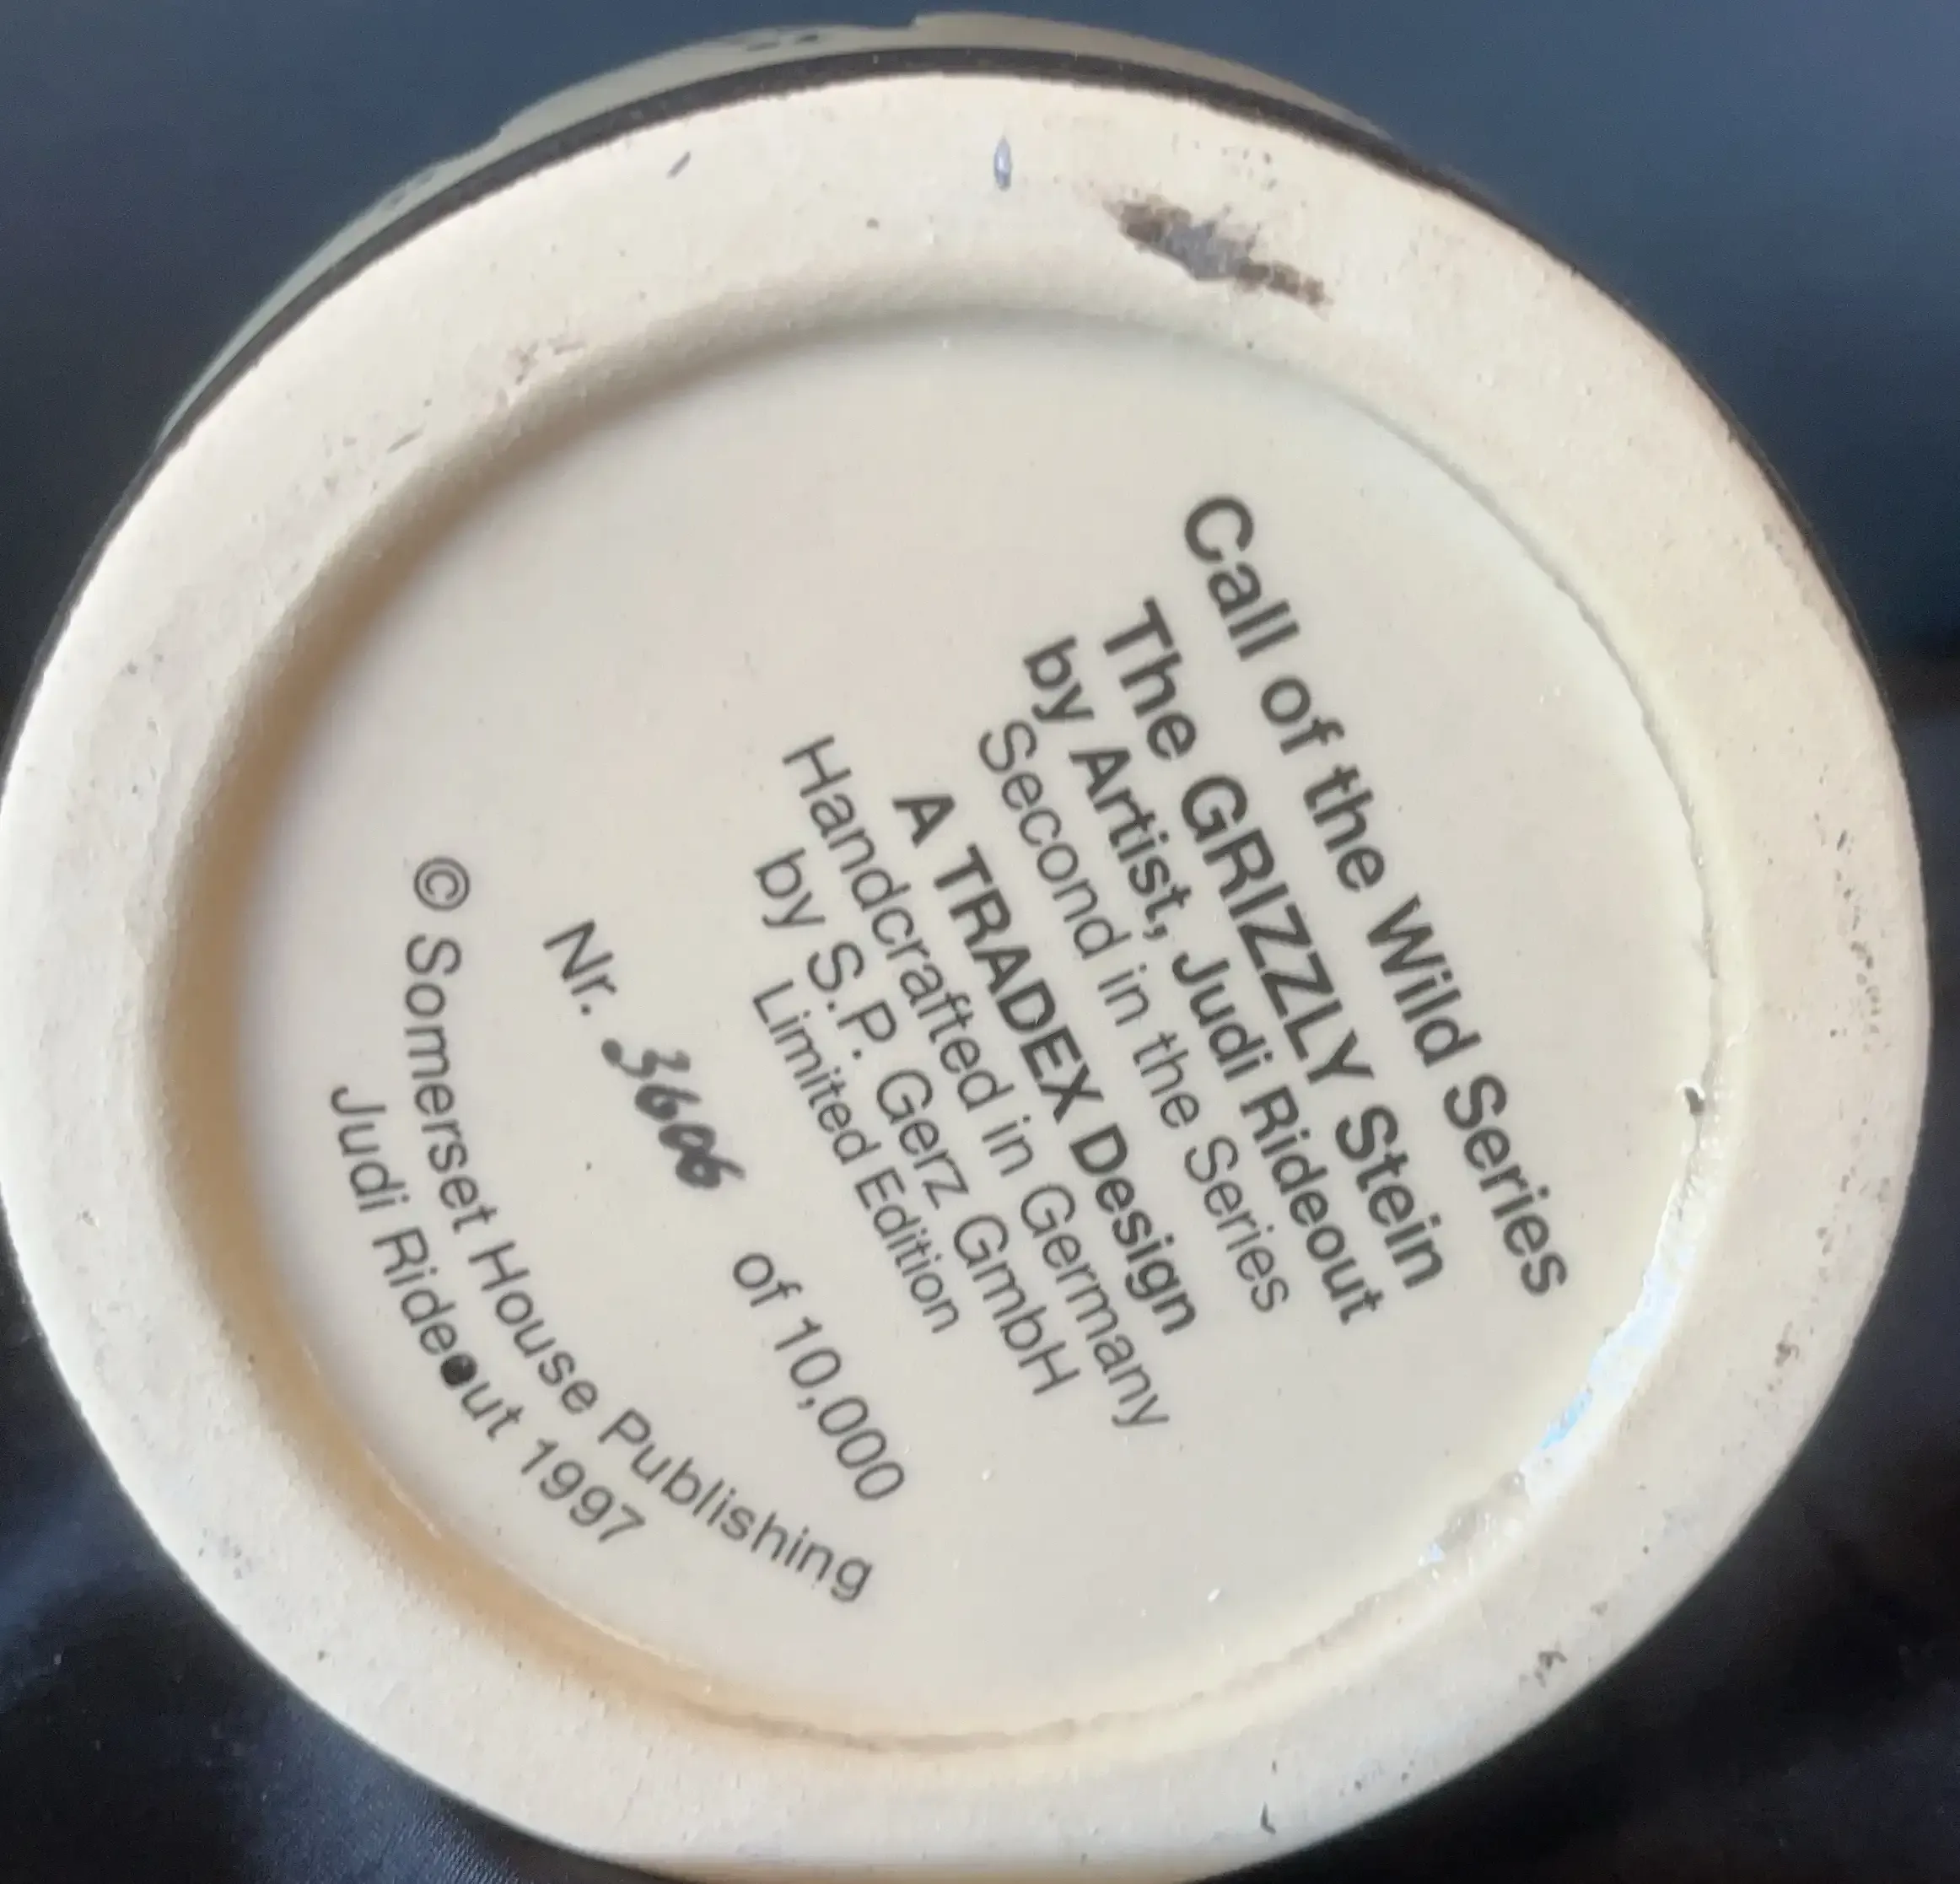 Call of the Wild Series
The GRIZZLY Stein
by Artist, Judi Rideout
Second in the Series
A TRADEX Design
Handcrafted in Germany
by S.P. Gerz GmbH
Limited Edition
Nr. 3606 of 10,000
© Somerset House Publishing
Judi Rideout 1997